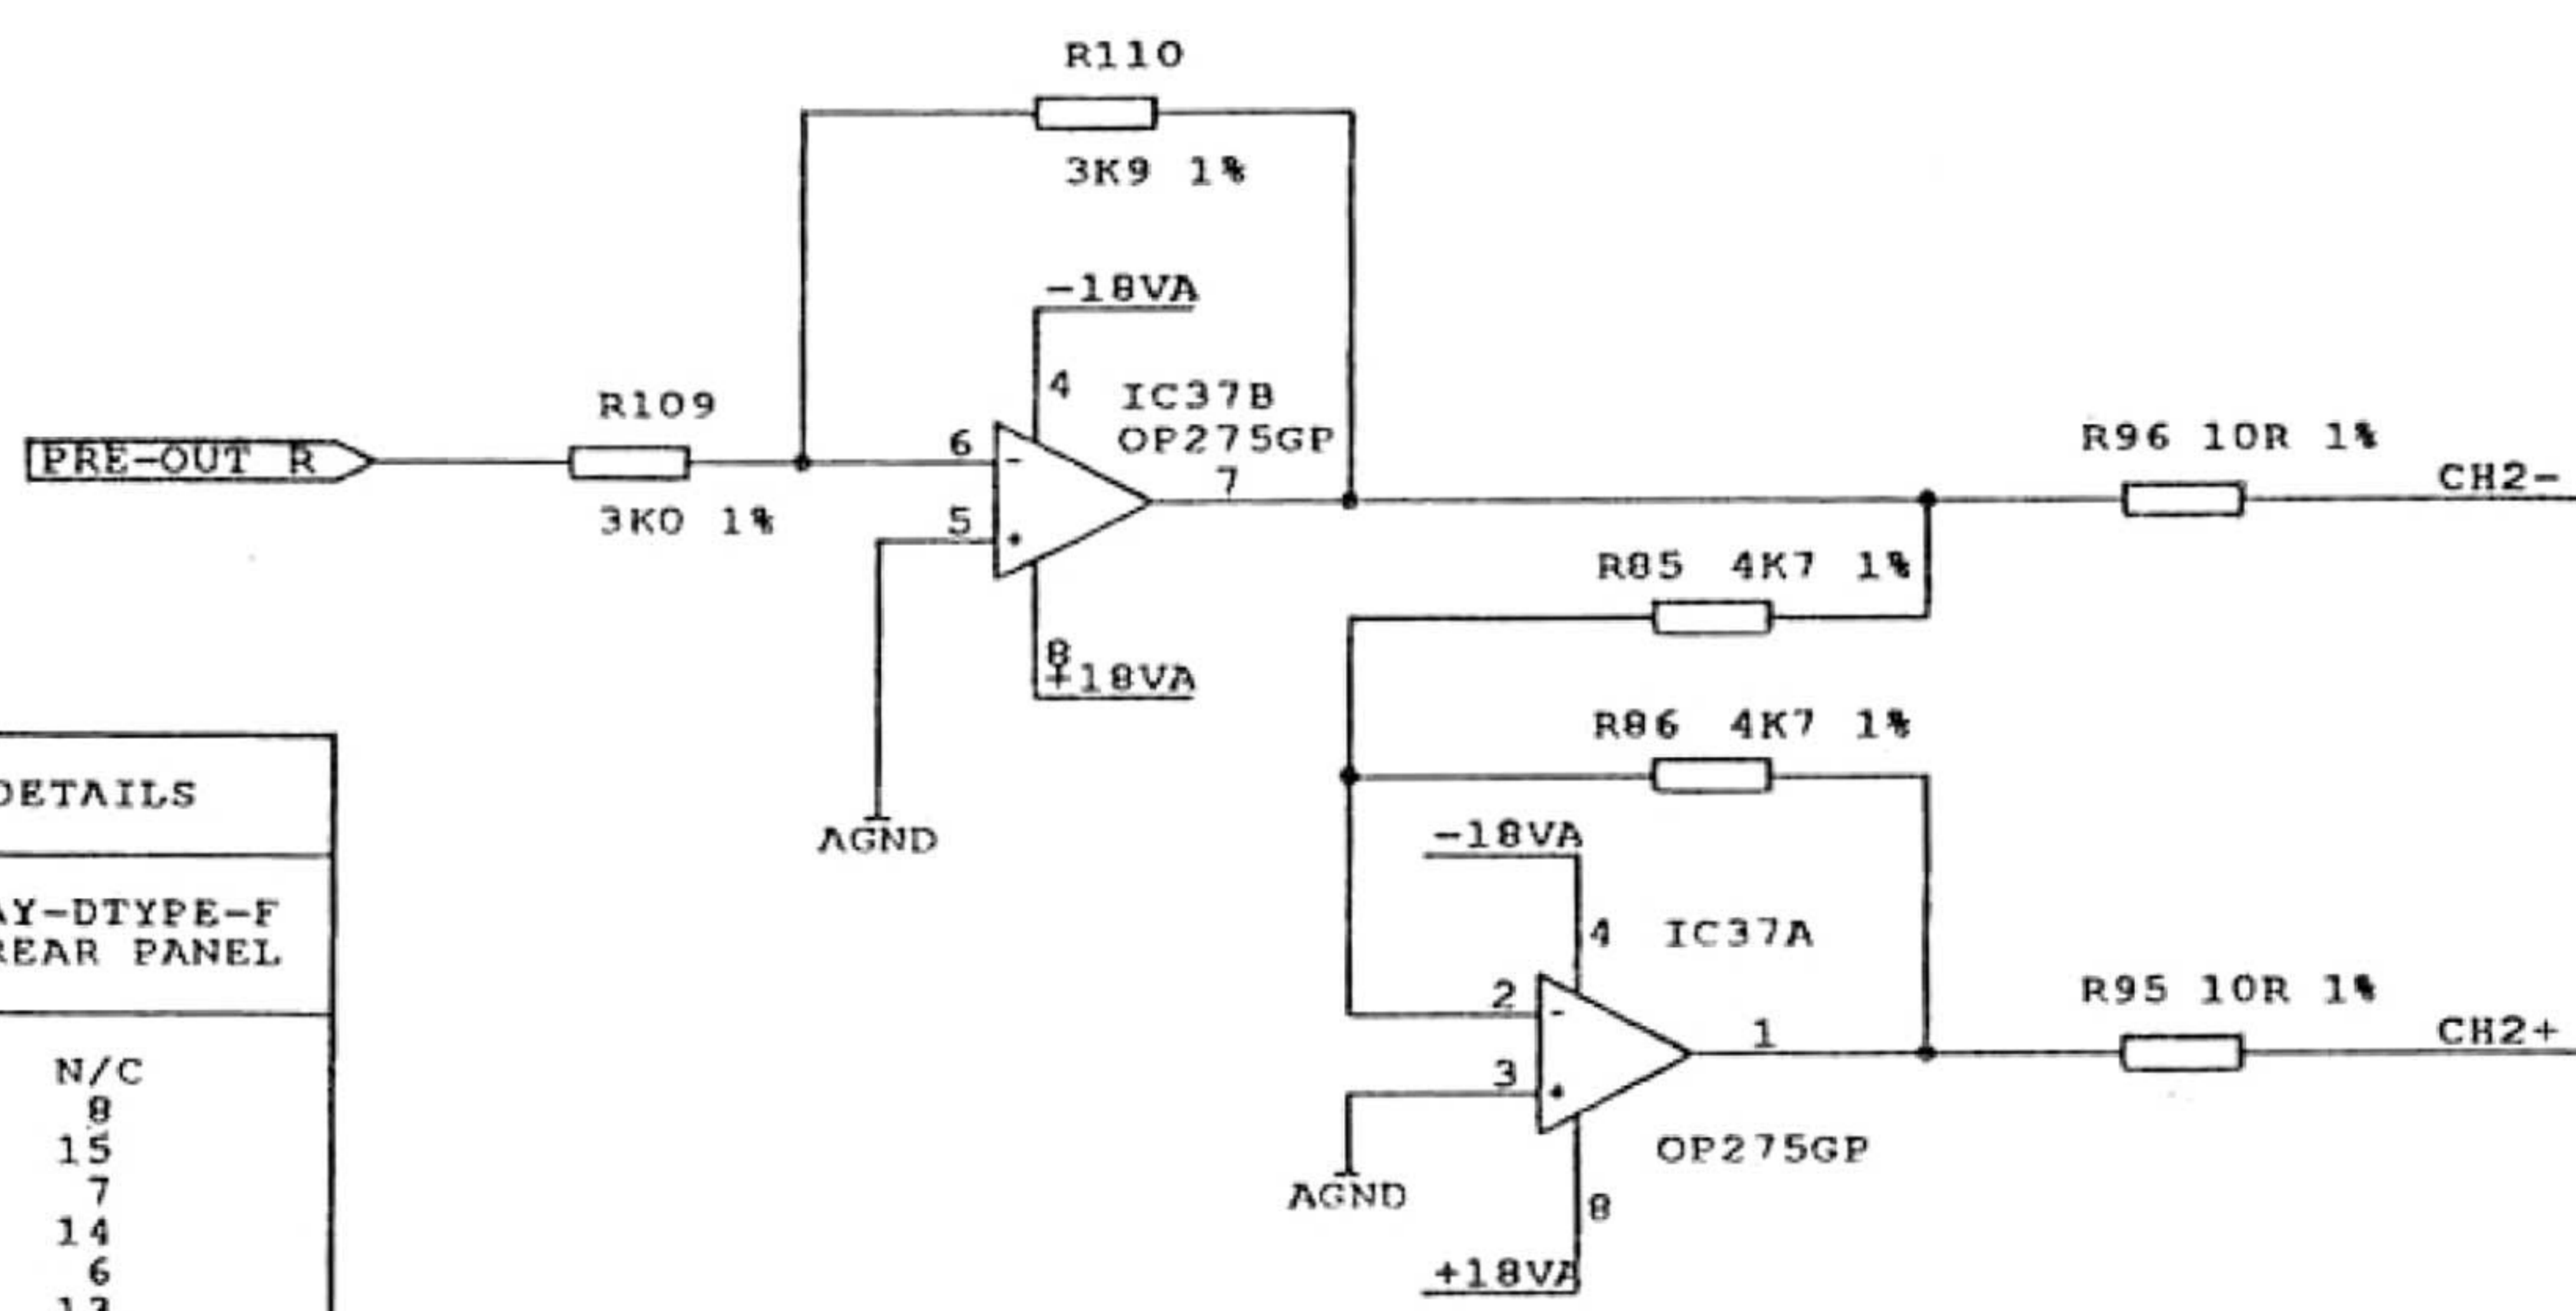 R110
3K9 1%
-18VA
4
IC37B
OP275GP
R109
PRE-OUT R
3K0 1%
6
-
7
5
+
8
+18VA
AGND
R96 10R 1%
CH2-
R85 4K7 1%
R86 4K7 1%
-18VA
4
IC37A
2
-
1
3
+
R95 10R 1%
CH2+
OP275GP
AGND
8
+18VA
DETAILS
AY-DTYPE-F
REAR PANEL
N/C
8
15
7
14
6
13